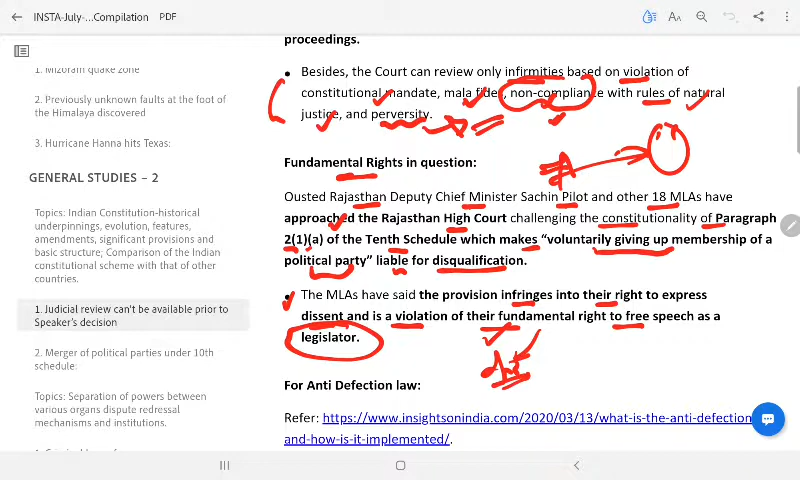 INSTA-July-...Compilation PDF
1. Mizoram quake zone
2. Previously unknown faults at the foot of
the Himalaya discovered
3. Hurricane Hanna hits Texas:
GENERAL STUDIES – 2
Topics: Indian Constitution-historical
underpinnings, evolution, features,
amendments, significant provisions and
basic structure; Comparison of the Indian
constitutional scheme with that of other
countries.
1. Judicial review can't be available prior to
Speaker's decision
2. Merger of political parties under 10th
schedule:
Topics: Separation of powers between
various organs dispute redressal
mechanisms and institutions.
proceedings.
• Besides, the Court can review only infirmities based on violation of
constitutional mandate, mala fides, non-compliance with rules of natural
justice, and perversity.
Fundamental Rights in question:
Ousted Rajasthan Deputy Chief Minister Sachin Pilot and other 18 MLAs have
approached the Rajasthan High Court challenging the constitutionality of Paragraph
2(1)(a) of the Tenth Schedule which makes “voluntarily giving up membership of a
political party” liable for disqualification.
• The MLAs have said the provision infringes into their right to express
dissent and is a violation of their fundamental right to free speech as a
legislator.
For Anti Defection law:
Refer: https://www.insightsonindia.com/2020/03/13/what-is-the-anti-defection
and-how-is-it-implemented/.